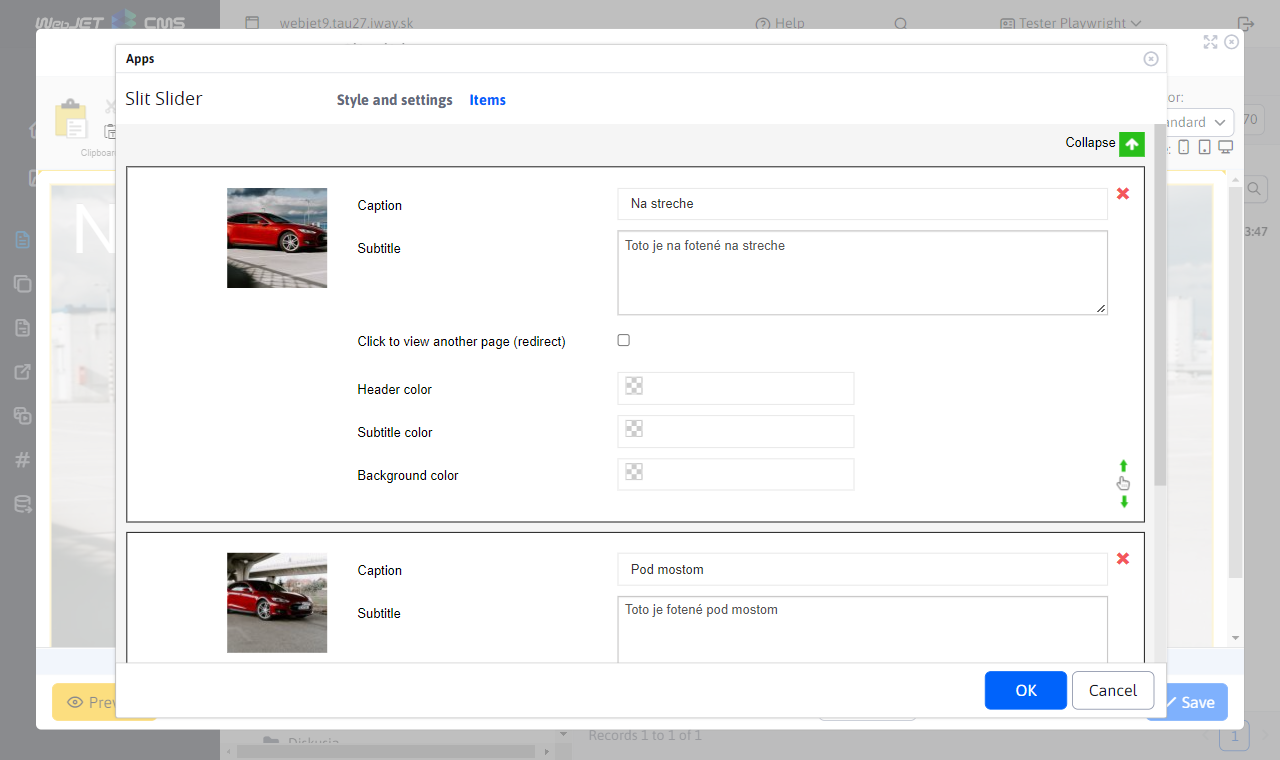 WebJET CMS
webjet9.tau27.iway.sk
Help
Tester Playwright
Apps
Slit Slider
Style and settings
Items
or:
ndard
70
Clipboar
Collapse
Caption
Na streche
Subtitle
Toto je na fotené na streche
3:47
N
Click to view another page (redirect)
Header color
Subtitle color
Background color
Caption
Pod mostom
Subtitle
Toto je fotené pod mostom
OK
Cancel
Prev
Save
Diskusia
Records 1 to 1 of 1
1